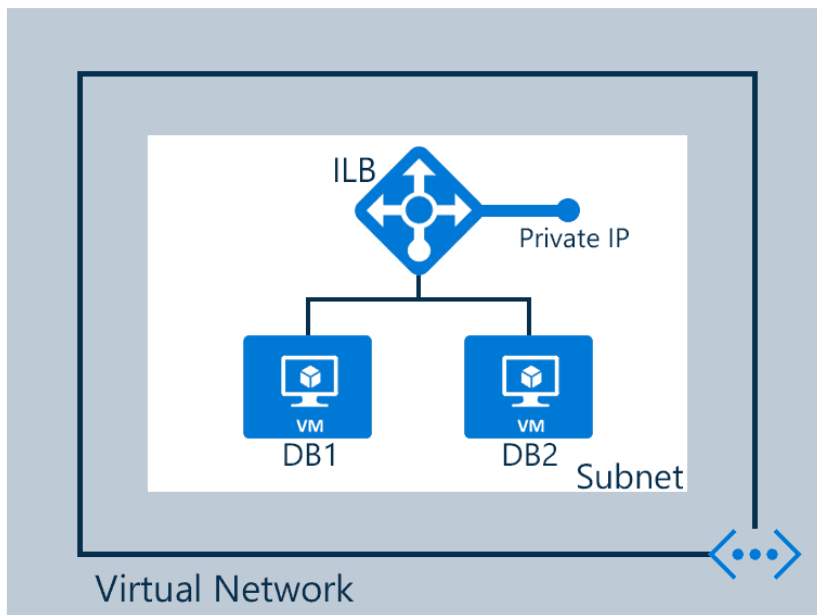 ILB
Private IP
VM
VM
DB1
DB2
Subnet
Virtual Network